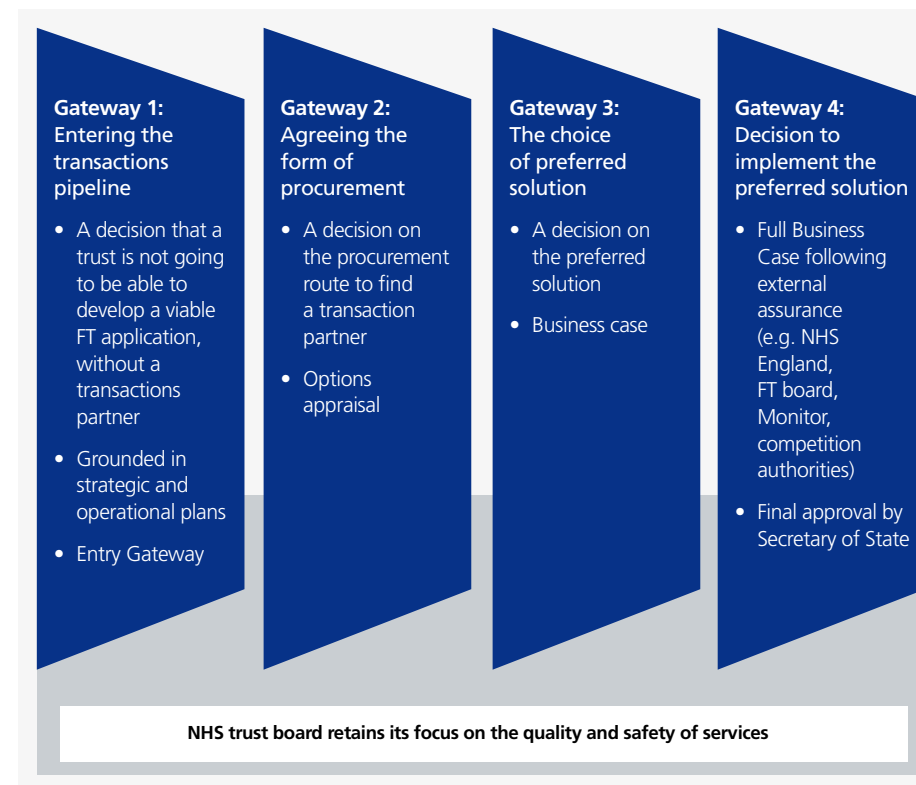 Gateway 1:
Entering the
transactions
pipeline
• A decision that a
trust is not going
to be able to
develop a viable
FT application,
without a
transactions
partner
• Grounded in
strategic and
operational plans
• Entry Gateway
Gateway 2:
Agreeing the
form of
procurement
• A decision on
the procurement
route to find
a transaction
partner
• Options
appraisal
Gateway 3:
The choice
of preferred
solution
• A decision on
the preferred
solution
• Business case
Gateway 4:
Decision to
implement the
preferred solution
• Full Business
Case following
external
assurance
(e.g. NHS
England,
FT board,
Monitor,
competition
authorities)
• Final approval by
Secretary of State
NHS trust board retains its focus on the quality and safety of services